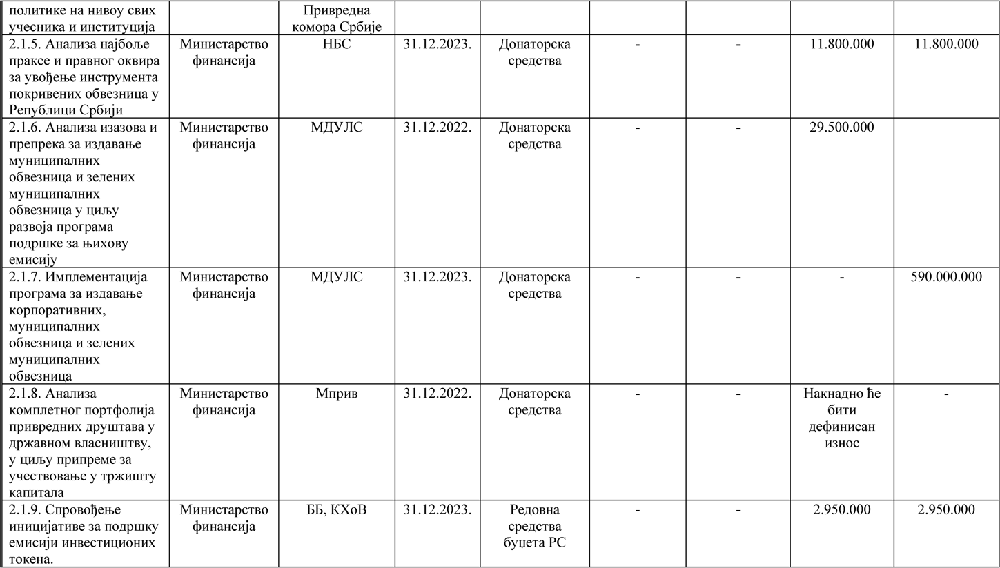 политике на нивоу свих
учесника и институција
Привредна
комора Србије
2.1.5. Анализа најбоље
праксе и правног оквира
за увођење инструмента
покривених обвезница у
Републици Србији
Министарство
финансија
НБС
31.12.2023.
Донаторска
средства
-
-
11.800.000
11.800.000
2.1.6. Анализа изазова и
препрека за издавање
муниципалних
обвезница и зелених
муниципалних
обвезница у циљу
развоја програма
подршке за њихову
емисију
Министарство
финансија
МДУЛС
31.12.2022.
Донаторска
средства
-
-
29.500.000
2.1.7. Имплементација
програма за издавање
корпоративних,
муниципалних
обвезница и зелених
муниципалних
обвезница
Министарство
финансија
МДУЛС
31.12.2023.
Донаторска
средства
-
-
-
590.000.000
2.1.8. Анализа
комплетног портфолија
привредних друштава у
државном власништву,
у циљу припреме за
учествовање у тржишту
капитала
Министарство
финансија
Мприв
31.12.2022.
Донаторска
средства
-
-
Накнадно ће
бити
дефинисан
износ
-
2.1.9. Спровођење
иницијативе за подршку
емисији инвестиционих
токена.
Министарство
финансија
ББ, КХоВ
31.12.2023.
Редовна
средства
буџета РС
-
-
2.950.000
2.950.000